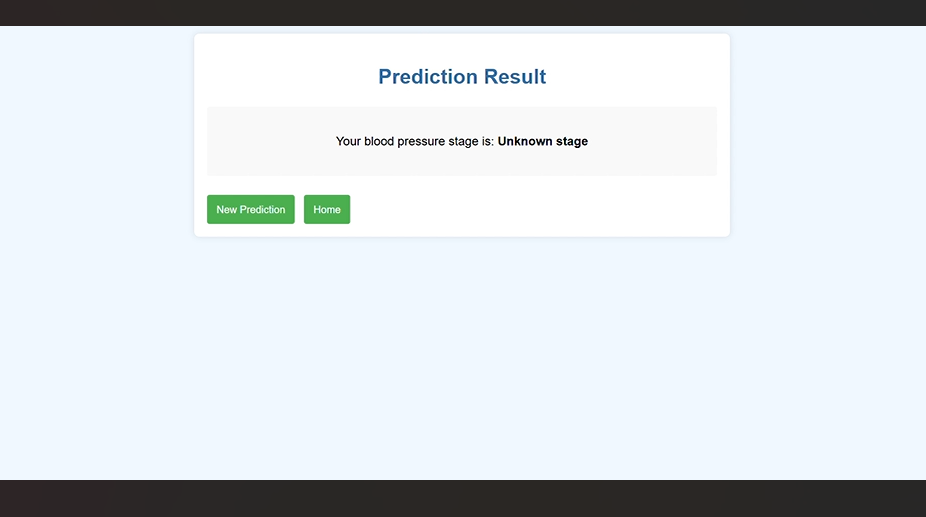 Prediction Result
Your blood pressure stage is: Unknown stage
New Prediction
Home